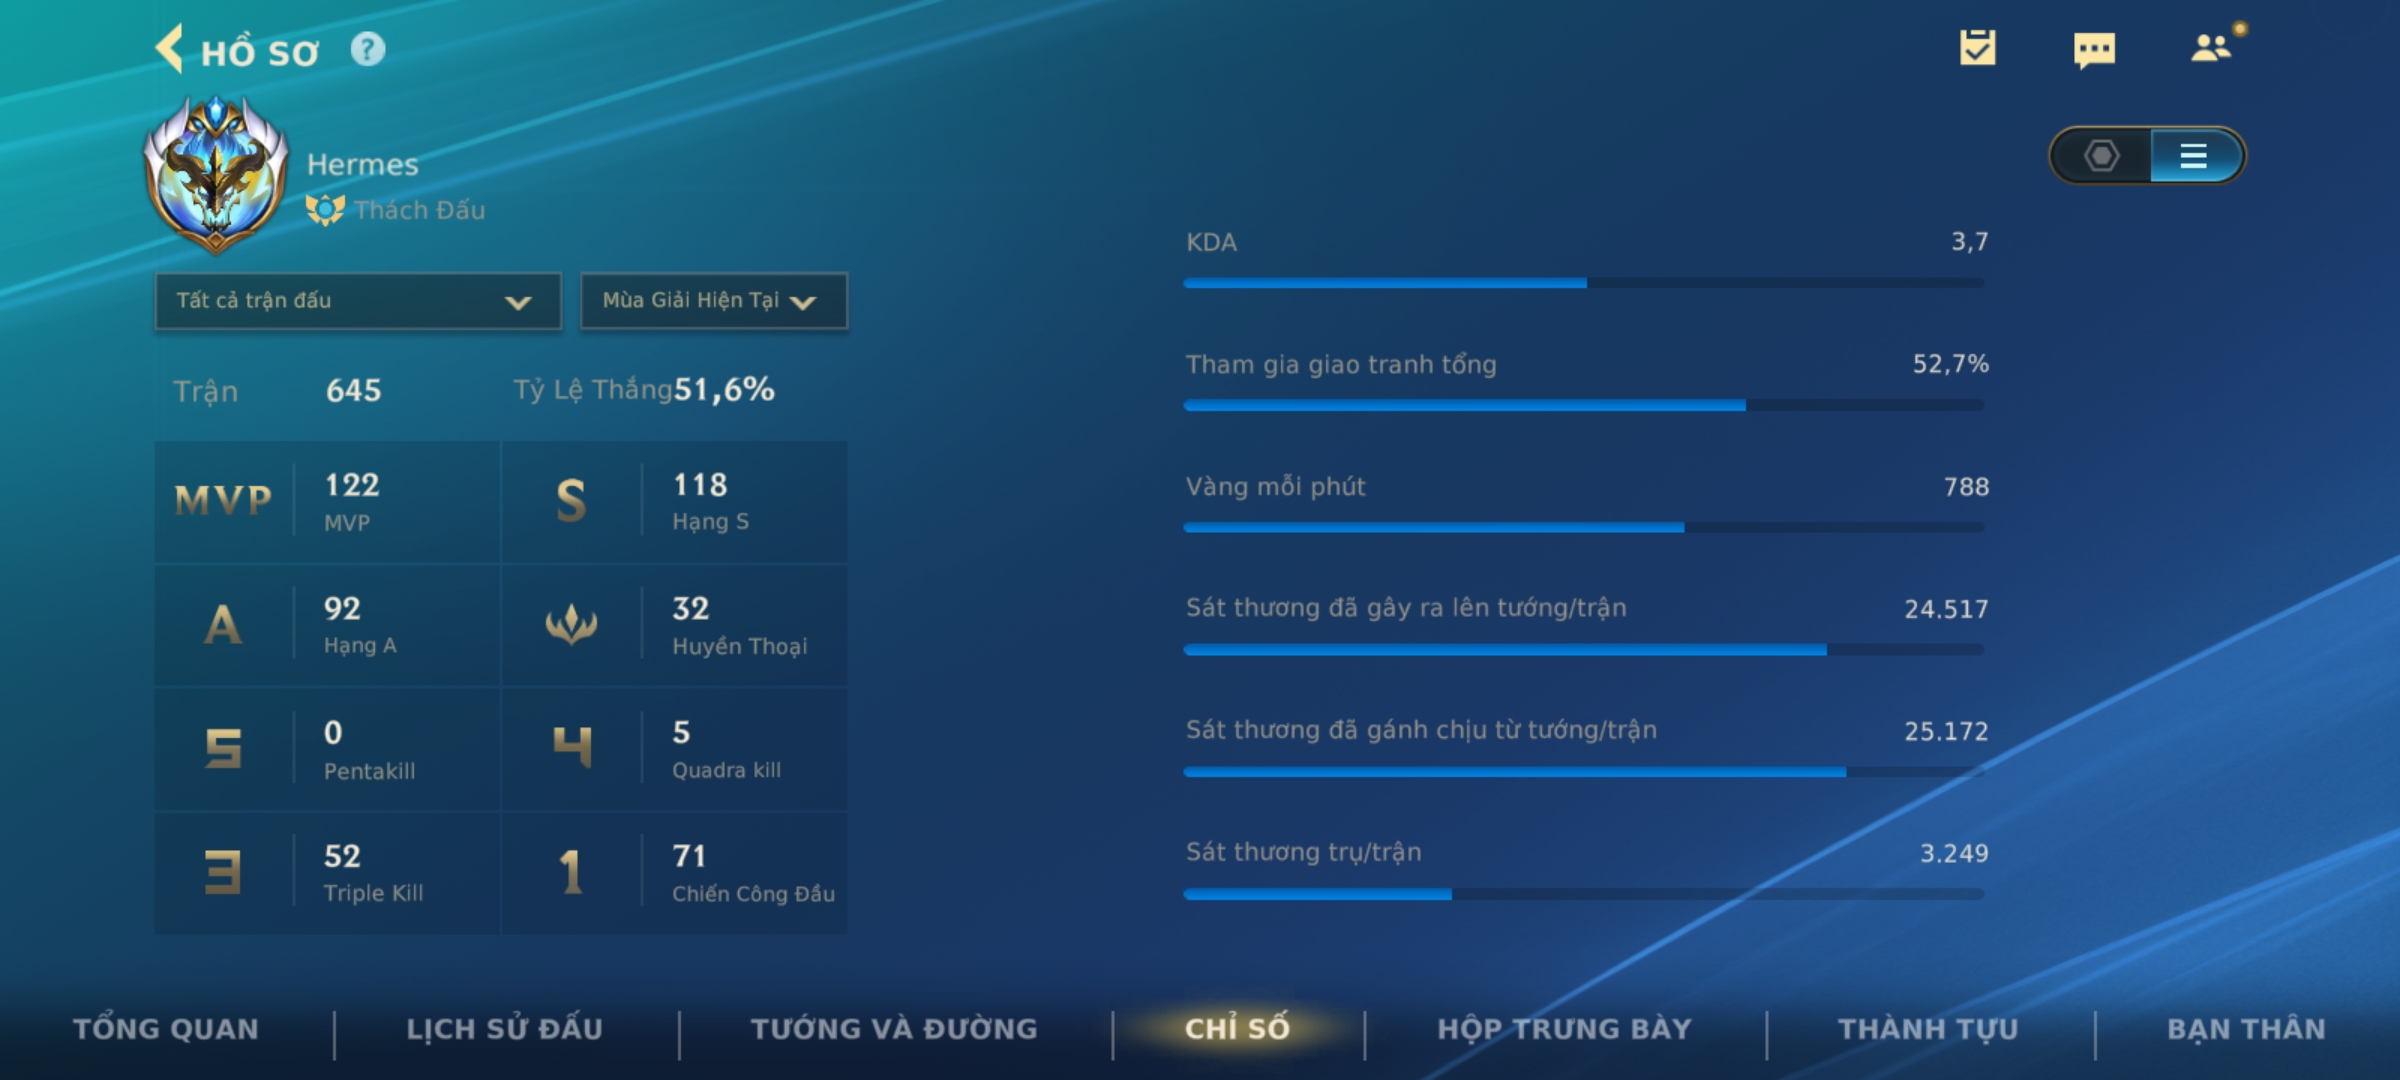 HỒ SƠ ?
Hermes
Thách Đấu
Tất cả trận đấu
Mùa Giải Hiện Tại
Trận 645 Tỷ Lệ Thắng 51,6%
MVP 122 MVP
S 118 Hạng S
A 92 Hạng A
32 Huyền Thoại
5 0 Pentakill
4 5 Quadra kill
3 52 Triple Kill
1 71 Chiến Công Đầu
KDA 3,7
Tham gia giao tranh tổng 52,7%
Vàng mỗi phút 788
Sát thương đã gây ra lên tướng/trận 24.517
Sát thương đã gánh chịu từ tướng/trận 25.172
Sát thương trụ/trận 3.249
TỔNG QUAN LỊCH SỬ ĐẤU TƯỚNG VÀ ĐƯỜNG CHỈ SỐ HỘP TRƯNG BÀY THÀNH TỰU BẠN THÂN